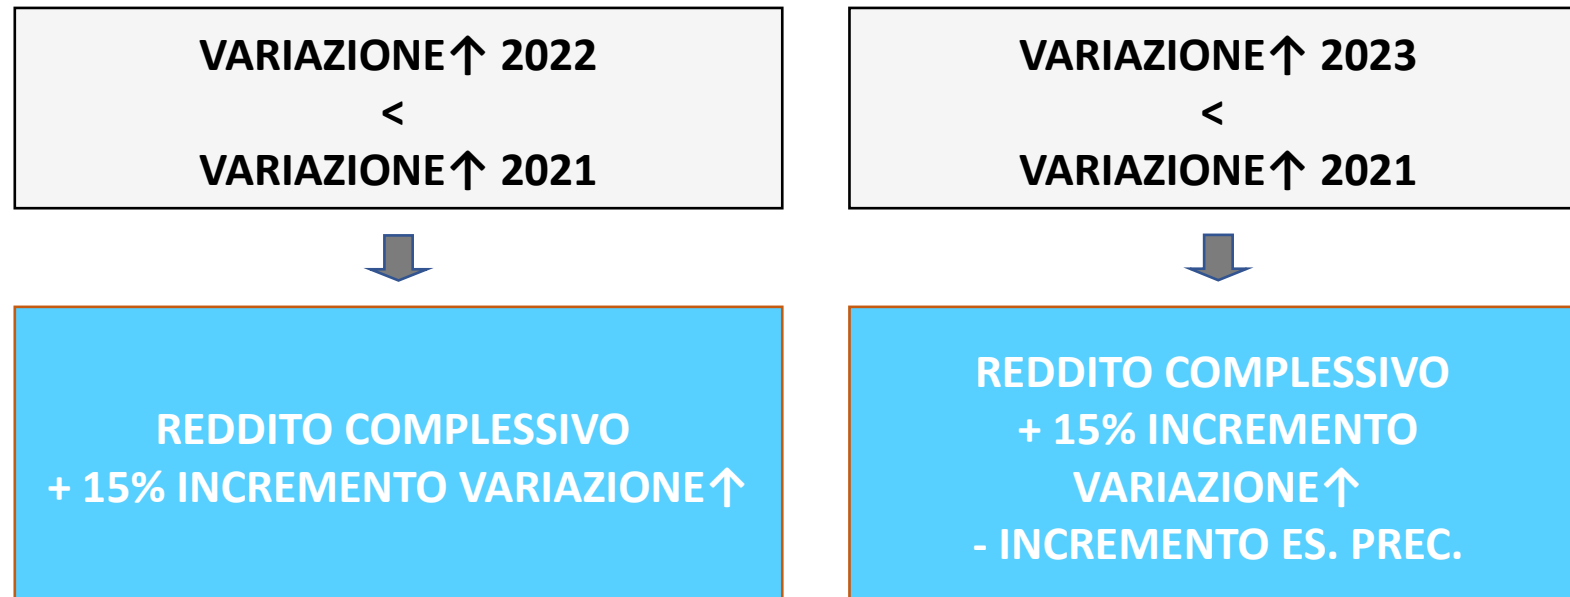 VARIAZIONE↑ 2022
<
VARIAZIONE↑ 2021
VARIAZIONE↑ 2023
<
VARIAZIONE↑ 2021
REDDITO COMPLESSIVO
+ 15% INCREMENTO VARIAZIONE↑
REDDITO COMPLESSIVO
+ 15% INCREMENTO
VARIAZIONE↑
- INCREMENTO ES. PREC.